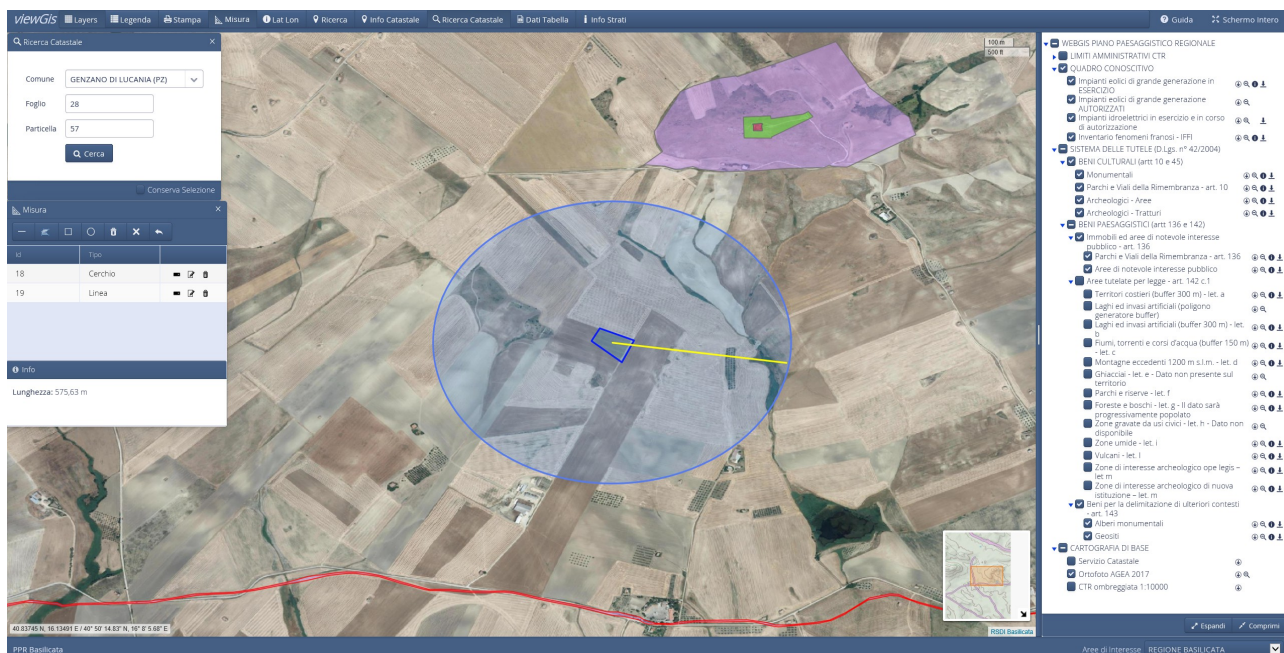 viewGis Layers Legenda Stampa Misura Lat Lon Ricerca Info Catastale Ricerca Catastale Dati Tabella Info Strati Guida Schermo Intero
Ricerca Catastale ×
Comune GENZANO DI LUCANIA (PZ)
Foglio 28
Particella 57
Cerca
Conserva Selezione
Misura ×
Id Tipo
18 Cerchio
19 Linea
Info
Lunghezza: 575,63 m
100 m
500 ft
40.83745 N, 16.13491 E / 40° 50' 14.83" N, 16° 8' 5.68" E
RSDI Basilicata
WEBGIS PIANO PAESAGGISTICO REGIONALE
LIMITI AMMINISTRATIVI CTR
QUADRO CONOSCITIVO
Impianti eolici di grande generazione in
ESERCIZIO
Impianti eolici di grande generazione
AUTORIZZATI
Impianti idroelettrici in esercizio e in corso
di autorizzazione
Inventario fenomeni franosi - IFFI
SISTEMA DELLE TUTELE (D.Lgs. n° 42/2004)
BENI CULTURALI (artt 10 e 45)
Monumentali
Parchi e Viali della Rimembranza - art. 10
Archeologici - Aree
Archeologici - Tratturi
BENI PAESAGGISTICI (artt 136 e 142)
Immobili ed aree di notevole interesse
pubblico - art. 136
Parchi e Viali della Rimembranza - art. 136
Aree di notevole interesse pubblico
Aree tutelate per legge - art. 142 c.1
Territori costieri (buffer 300 m) - let. a
Laghi ed invasi artificiali (poligono
generatore buffer)
Laghi ed invasi artificiali (buffer 300 m) - let.
b
Fiumi, torrenti e corsi d'acqua (buffer 150 m)
- let. c
Montagne eccedenti 1200 m s.l.m. - let. d
Ghiacciai - let. e - Dato non presente sul
territorio
Parchi e riserve - let. f
Foreste e boschi - let. g - Il dato sarà
progressivamente popolato
Zone gravate da usi civici - let. h - Dato non
disponibile
Zone umide - let. i
Vulcani - let. l
Zone di interesse archeologico ope legis –
let m
Zone di interesse archeologico di nuova
istituzione – let. m
Beni per la delimitazione di ulteriori contesti
- art. 143
Alberi monumentali
Geositi
CARTOGRAFIA DI BASE
Servizio Catastale
Ortofoto AGEA 2017
CTR ombreggiata 1:10000
Espandi Comprimi
PPR Basilicata Aree di Interesse REGIONE BASILICATA